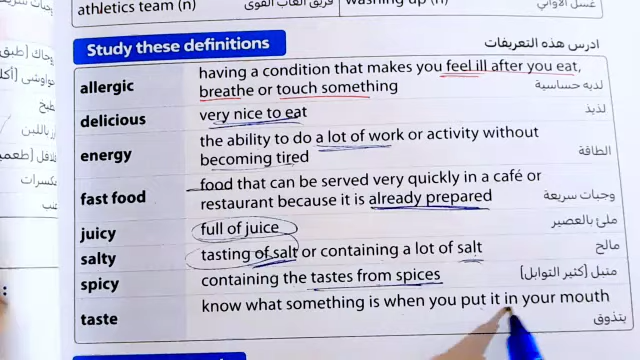 athletics team (n) فريق ألعاب القوى
washing up (n) غسل الأواني
Study these definitions ادرس هذه التعريفات
allergic having a condition that makes you feel ill after you eat,
breathe or touch something لديه حساسية
delicious very nice to eat لذيذ
energy the ability to do a lot of work or activity without
becoming tired الطاقة
fast food food that can be served very quickly in a café or
restaurant because it is already prepared وجبات سريعة
juicy full of juice ملئ بالعصير
salty tasting of salt or containing a lot of salt مالح
spicy containing the tastes from spices متبل [كثير التوابل]
taste know what something is when you put it in your mouth
يتذوق